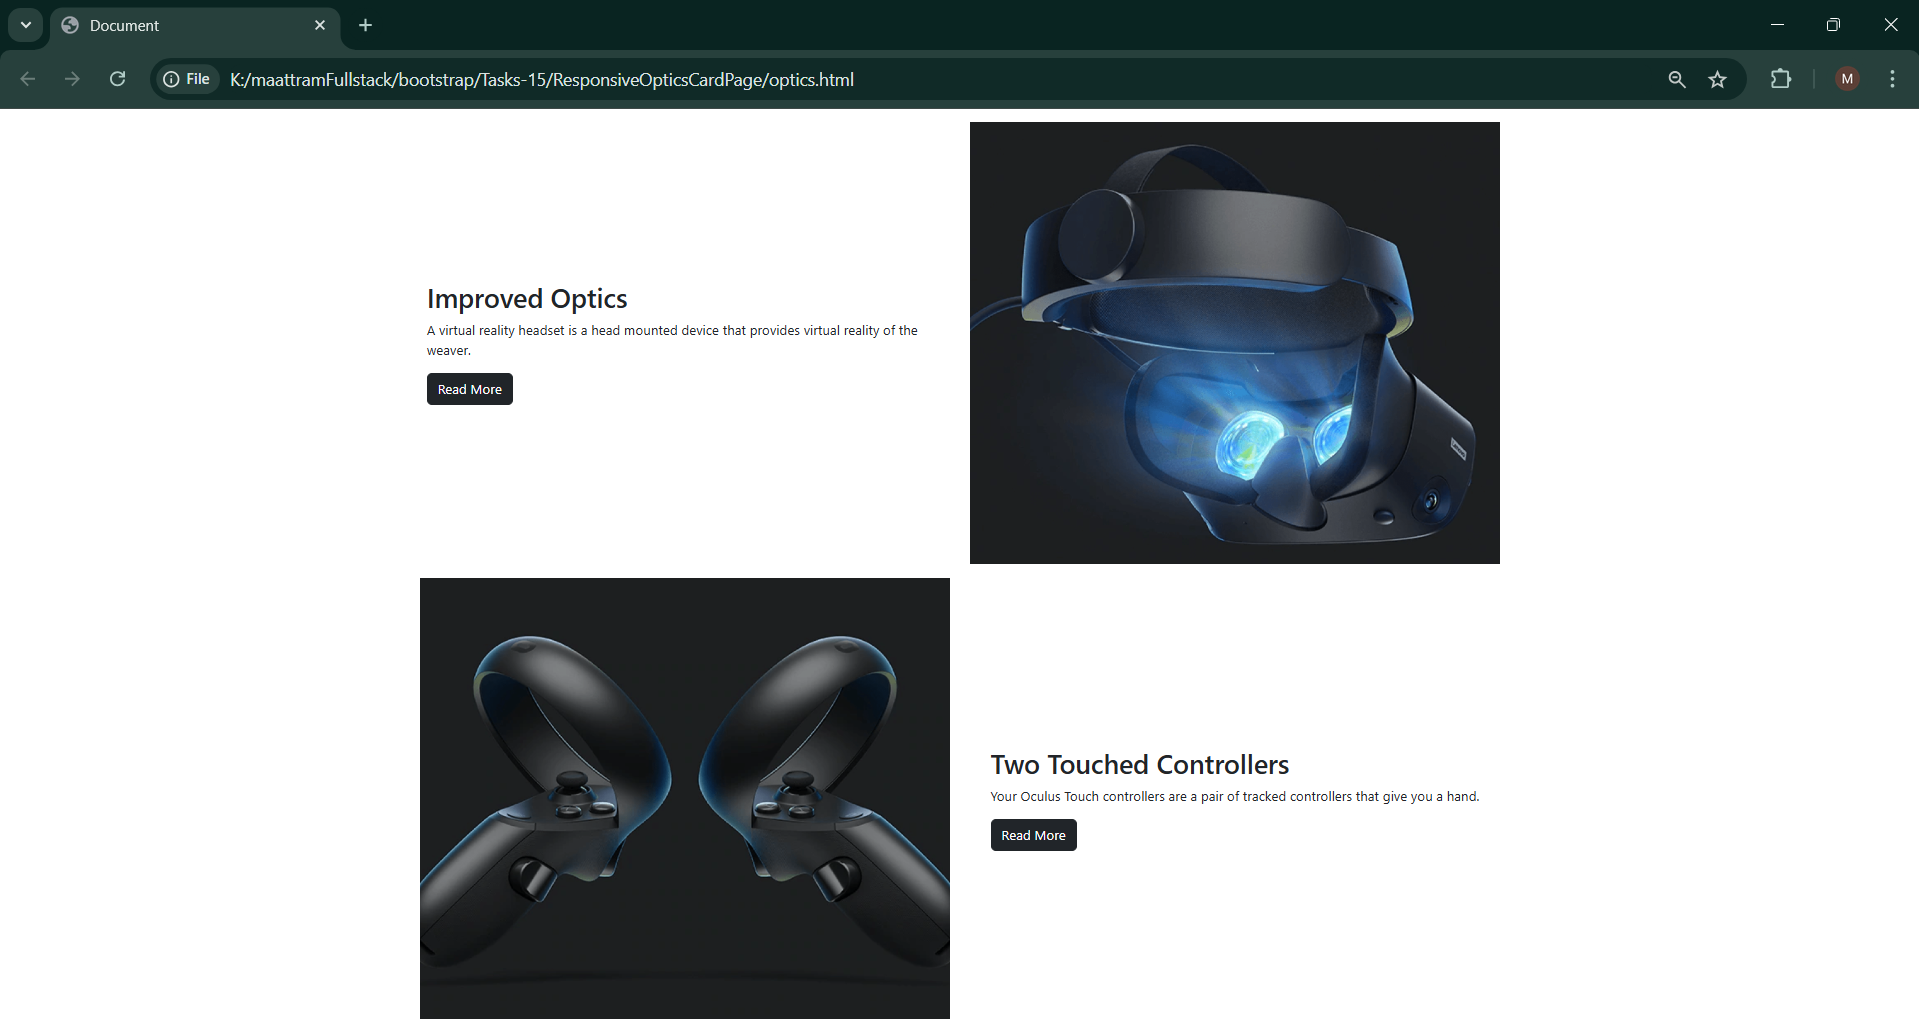 Document
File
K:/maattramFullstack/bootstrap/Tasks-15/ResponsiveOpticsCardPage/optics.html
M
Improved Optics
A virtual reality headset is a head mounted device that provides virtual reality of the
weaver.
Read More
Two Touched Controllers
Your Oculus Touch controllers are a pair of tracked controllers that give you a hand.
Read More